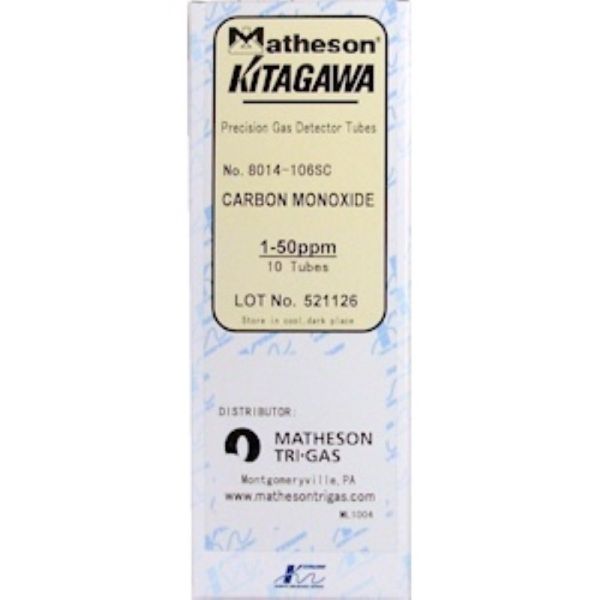 Matheson®
KITAGAWA
Precision Gas Detector Tubes
No. 8014-106SC
CARBON MONOXIDE
1-50ppm
10 Tubes
LOT No. 521126
Store in cool,dark place
DISTRIBUTOR:
MATHESON
TRI·GAS
Montgomeryville,PA
www.mathesontrigas.com
ML1004